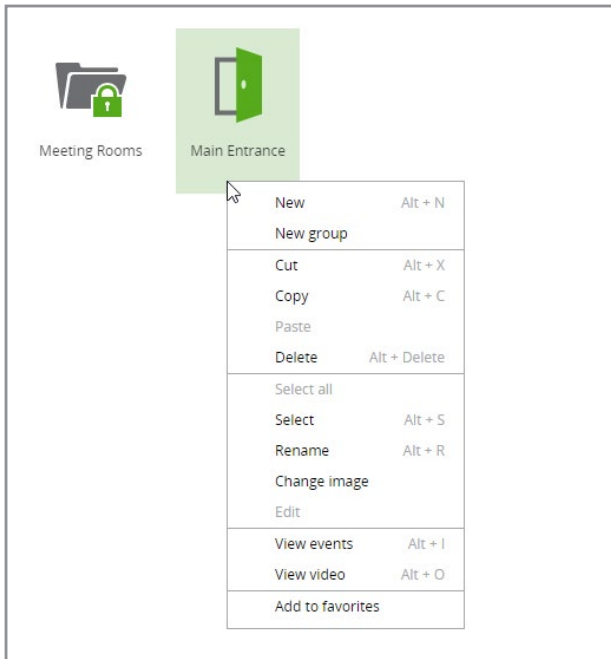 Meeting Rooms Main Entrance
New Alt + N
New group
Cut Alt + X
Copy Alt + C
Paste
Delete Alt + Delete
Select all
Select Alt + S
Rename Alt + R
Change image
Edit
View events Alt + I
View video Alt + O
Add to favorites